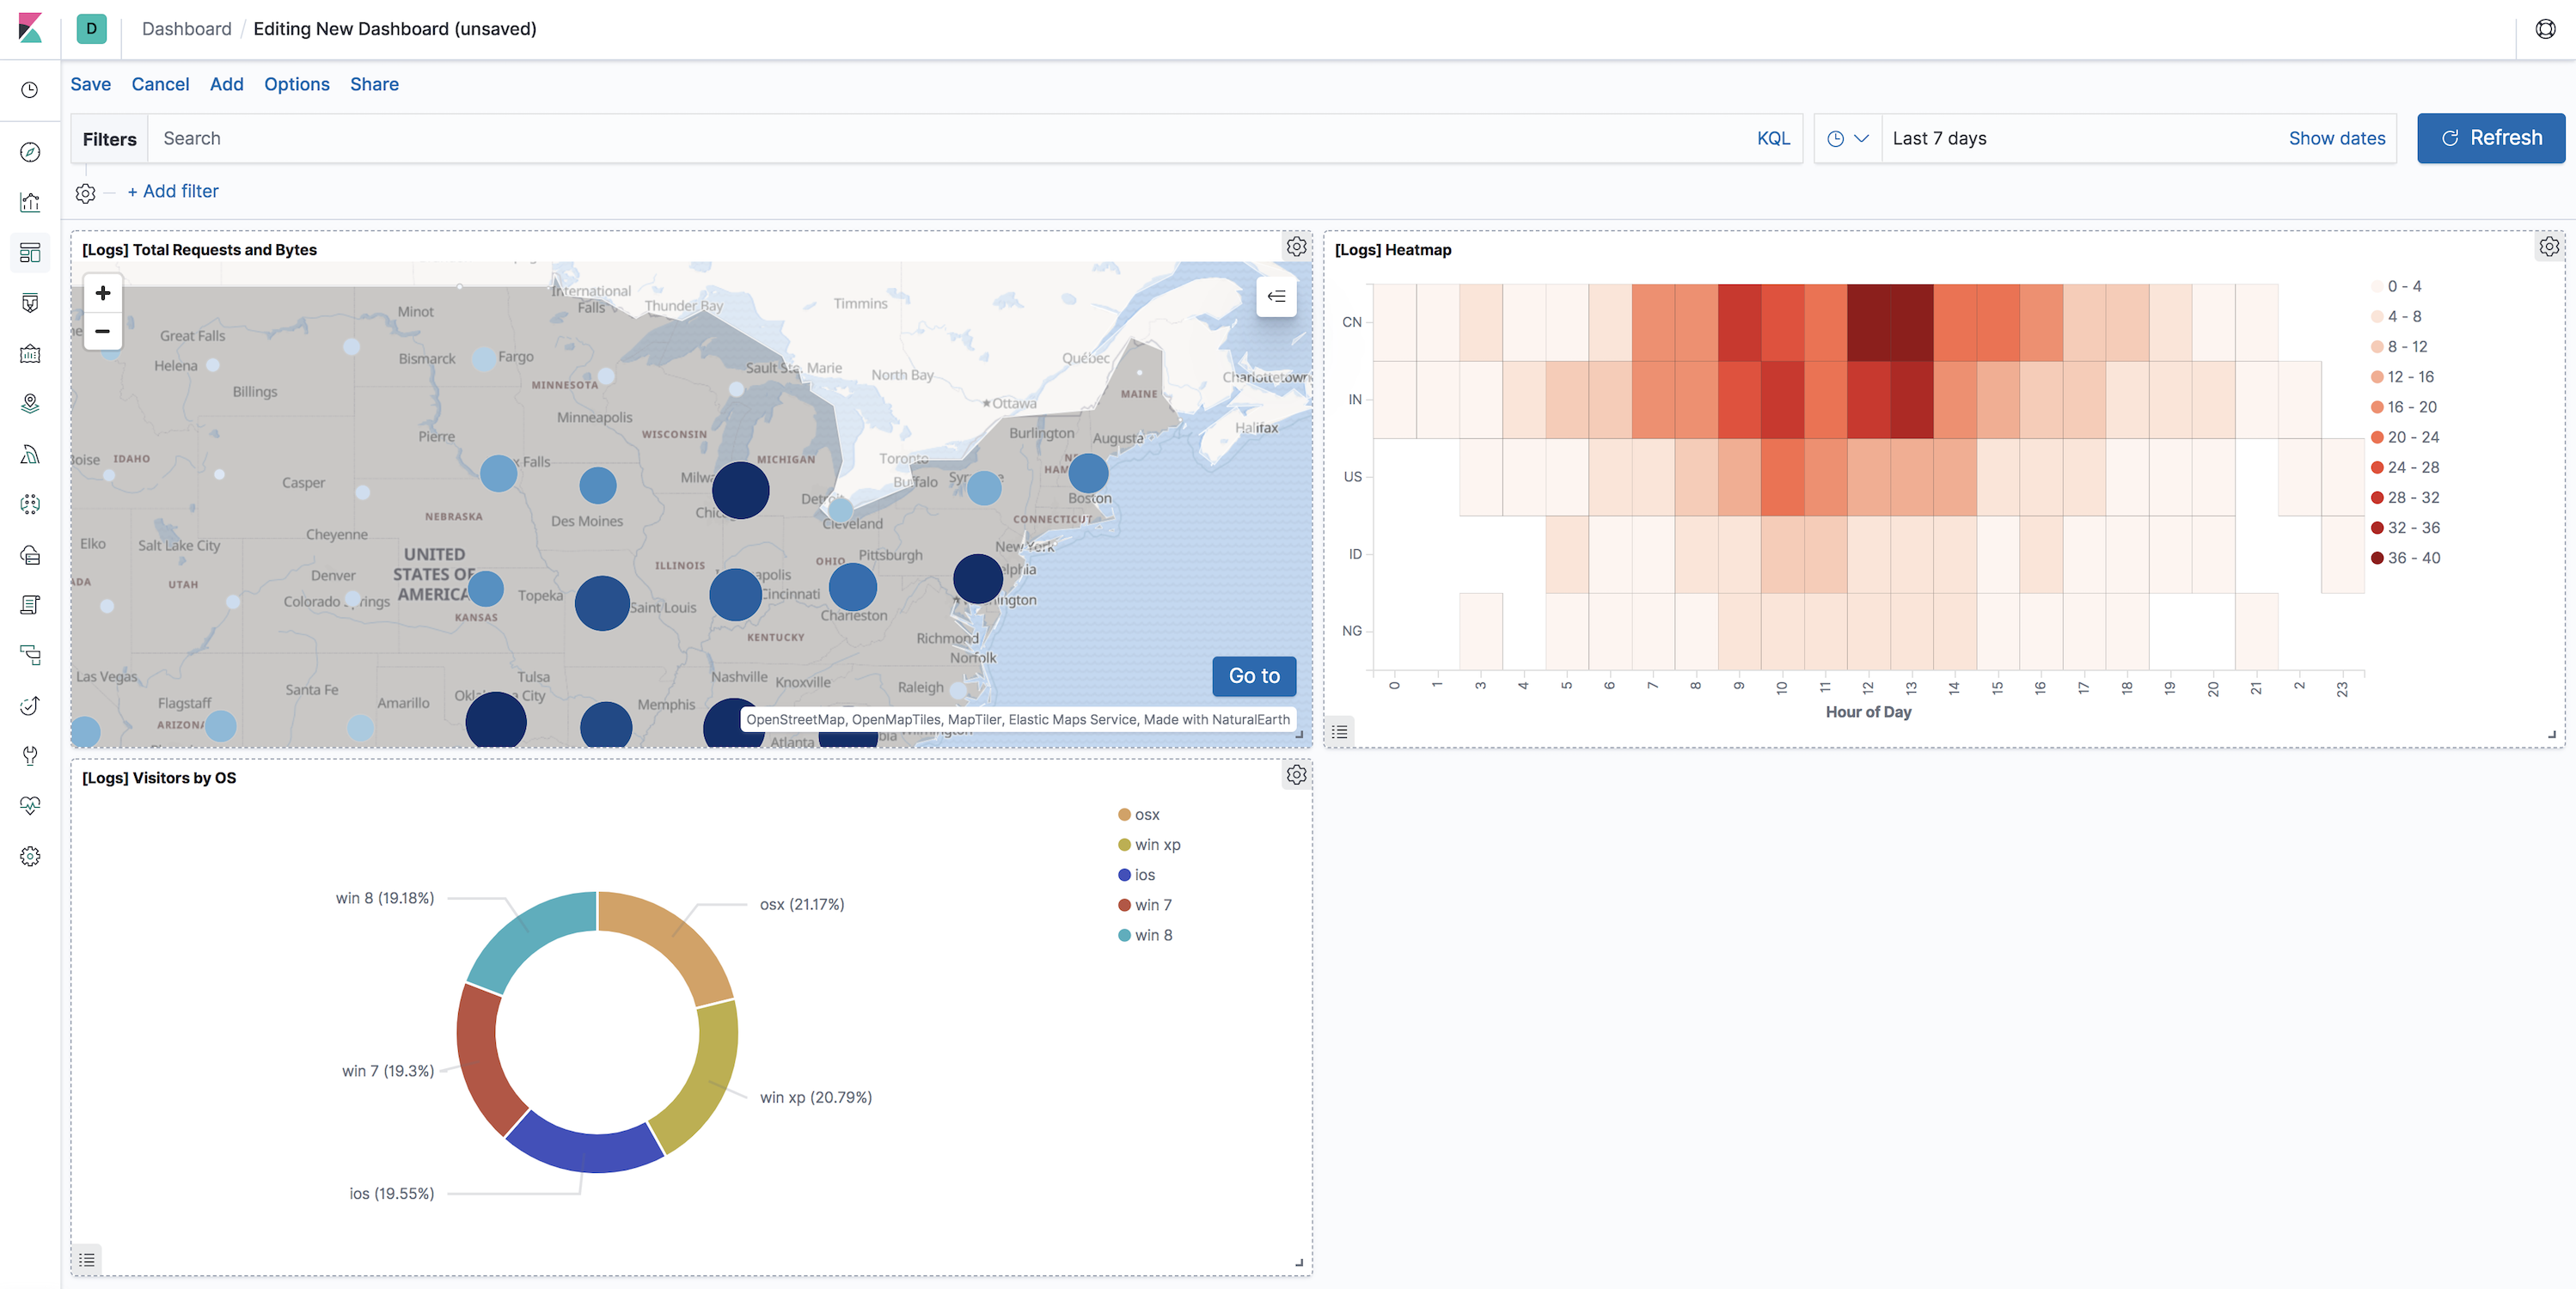 D Dashboard / Editing New Dashboard (unsaved)
Save Cancel Add Options Share
Filters Search KQL Last 7 days Show dates Refresh
+ Add filter
[Logs] Total Requests and Bytes
International
Falls
Thunder Bay
Timmins
Minot
Great Falls
Bismarck
Fargo
Québec
Helena
Sault Ste. Marie
North Bay
Charlottetown
Billings
MINNESOTA
MAINE
Ottawa
Minneapolis
Halifax
Pierre
WISCONSIN
Burlington
Augusta
IDAHO
MICHIGAN
Toronto
Casper
Buffalo
Detroit
Boston
NEBRASKA
Des Moines
Cleveland
CONNECTICUT
Cheyenne
Elko
Salt Lake City
New York
UNITED
STATES OF
AMERICA
Pittsburgh
OHIO
ILLINOIS
Denver
UTAH
Colorado Springs
Topeka
Saint Louis
Cincinnati
Charleston
KANSAS
KENTUCKY
Richmond
Norfolk
Las Vegas
Tulsa
Nashville
Knoxville
Santa Fe
Raleigh
Flagstaff
Amarillo
Oklahoma City
Memphis
ARIZONA
Atlanta
Go to
OpenStreetMap, OpenMapTiles, MapTiler, Elastic Maps Service, Made with NaturalEarth
[Logs] Heatmap
CN
IN
US
ID
NG
0 1 3 4 5 6 7 8 9 10 11 12 13 14 15 16 17 18 19 20 21 2 23
Hour of Day
0 - 4
4 - 8
8 - 12
12 - 16
16 - 20
20 - 24
24 - 28
28 - 32
32 - 36
36 - 40
[Logs] Visitors by OS
win 8 (19.18%)
osx (21.17%)
win 7 (19.3%)
win xp (20.79%)
ios (19.55%)
osx
win xp
ios
win 7
win 8